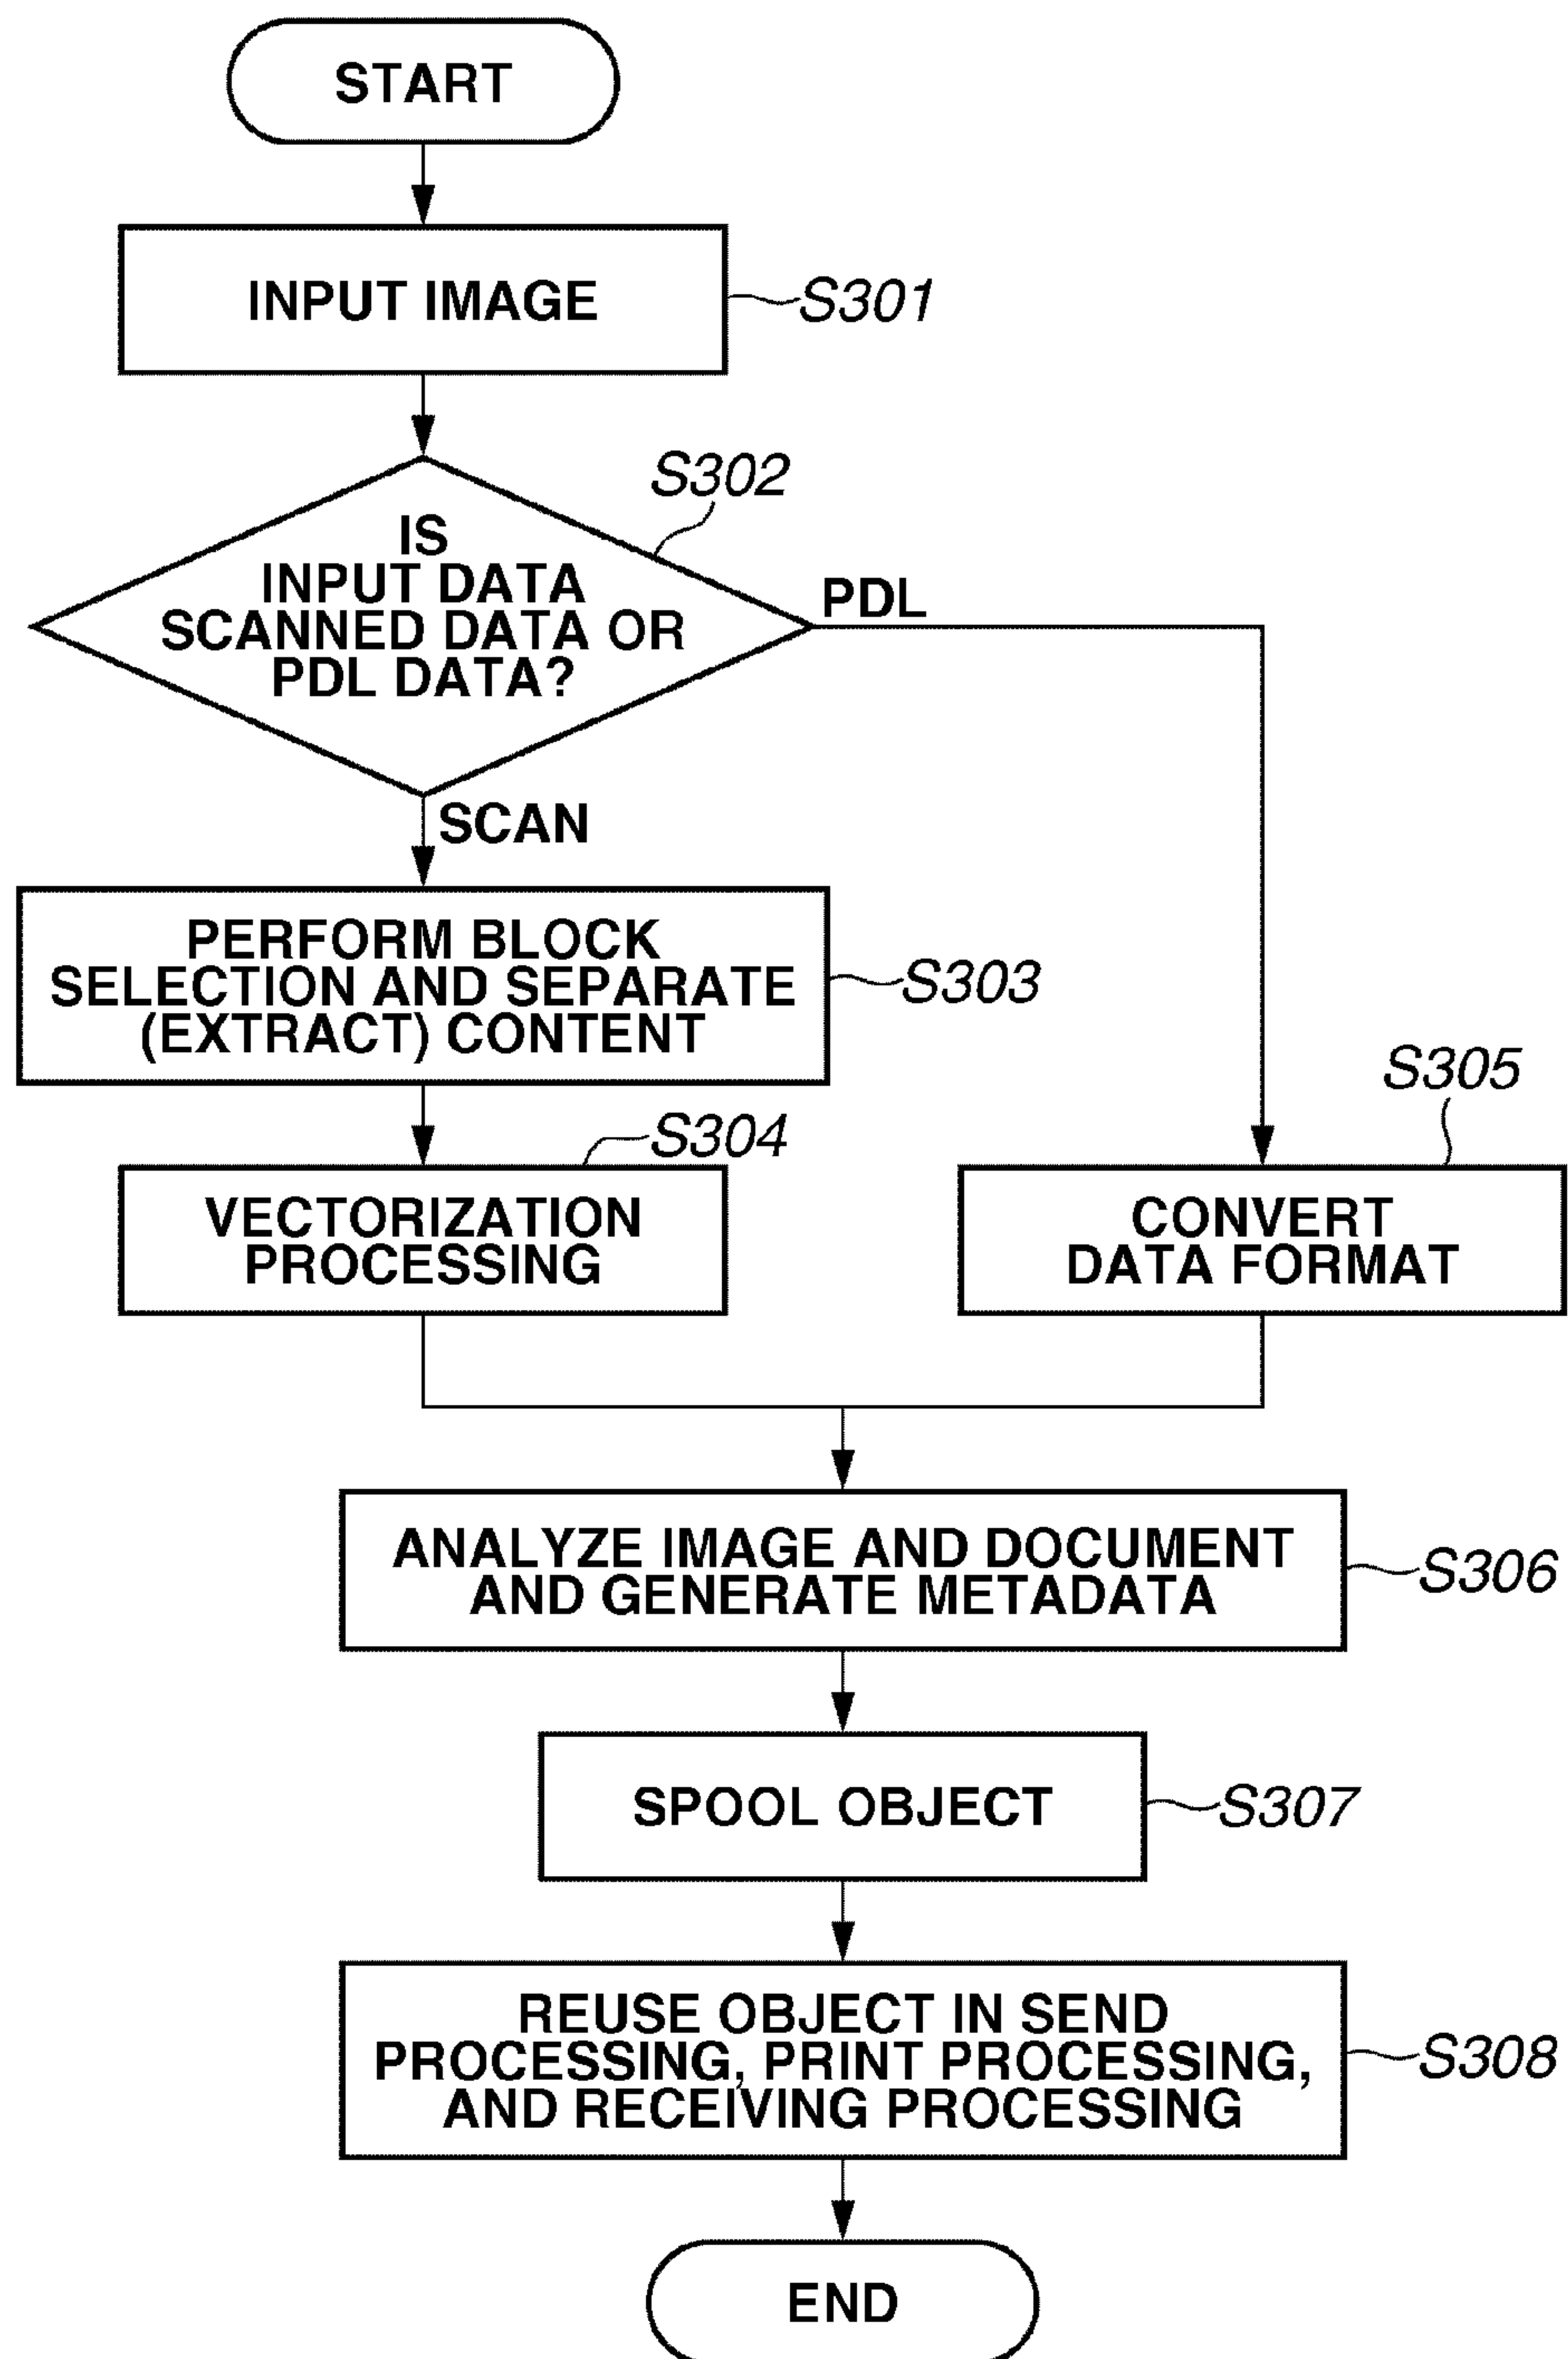 START
INPUT IMAGE
S301
S302
IS
INPUT DATA
SCANNED DATA OR
PDL DATA?
PDL
SCAN
PERFORM BLOCK
SELECTION AND SEPARATE
(EXTRACT) CONTENT
S303
S304
VECTORIZATION
PROCESSING
S305
CONVERT
DATA FORMAT
ANALYZE IMAGE AND DOCUMENT
AND GENERATE METADATA
S306
SPOOL OBJECT
S307
REUSE OBJECT IN SEND
PROCESSING, PRINT PROCESSING,
AND RECEIVING PROCESSING
S308
END